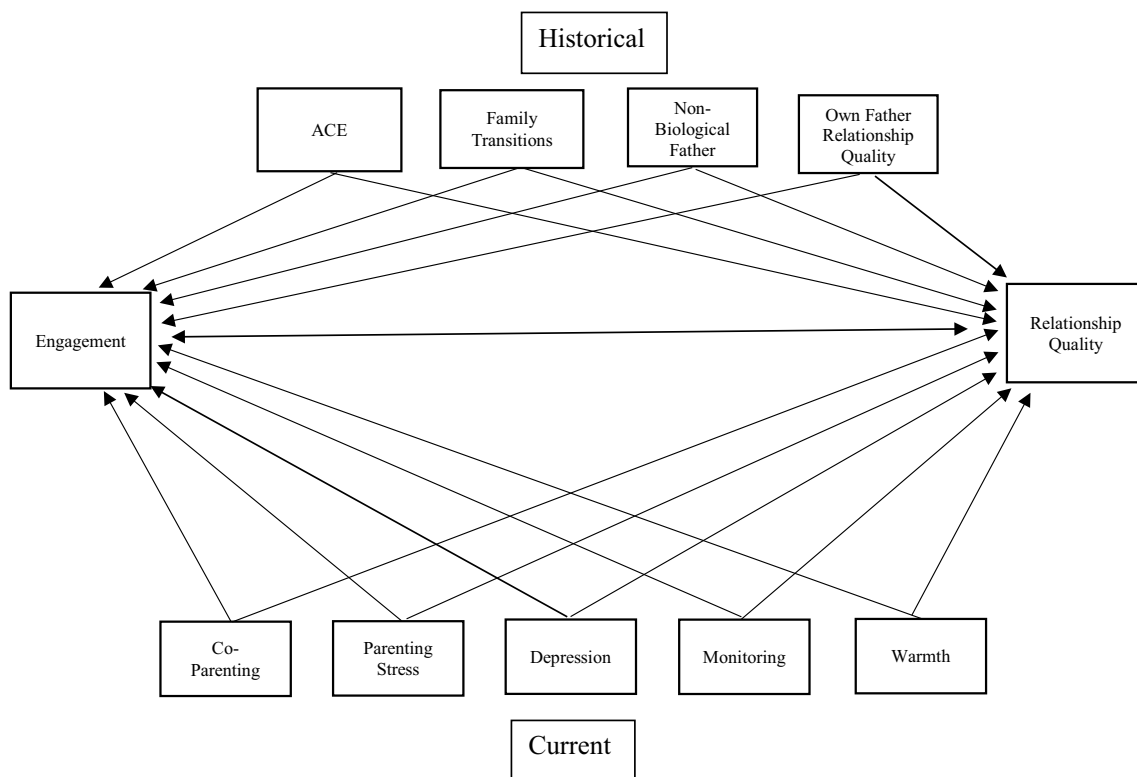 Historical
ACE
Family
Transitions
Non-
Biological
Father
Own Father
Relationship
Quality
Engagement
Relationship
Quality
Co-
Parenting
Parenting
Stress
Depression
Monitoring
Warmth
Current